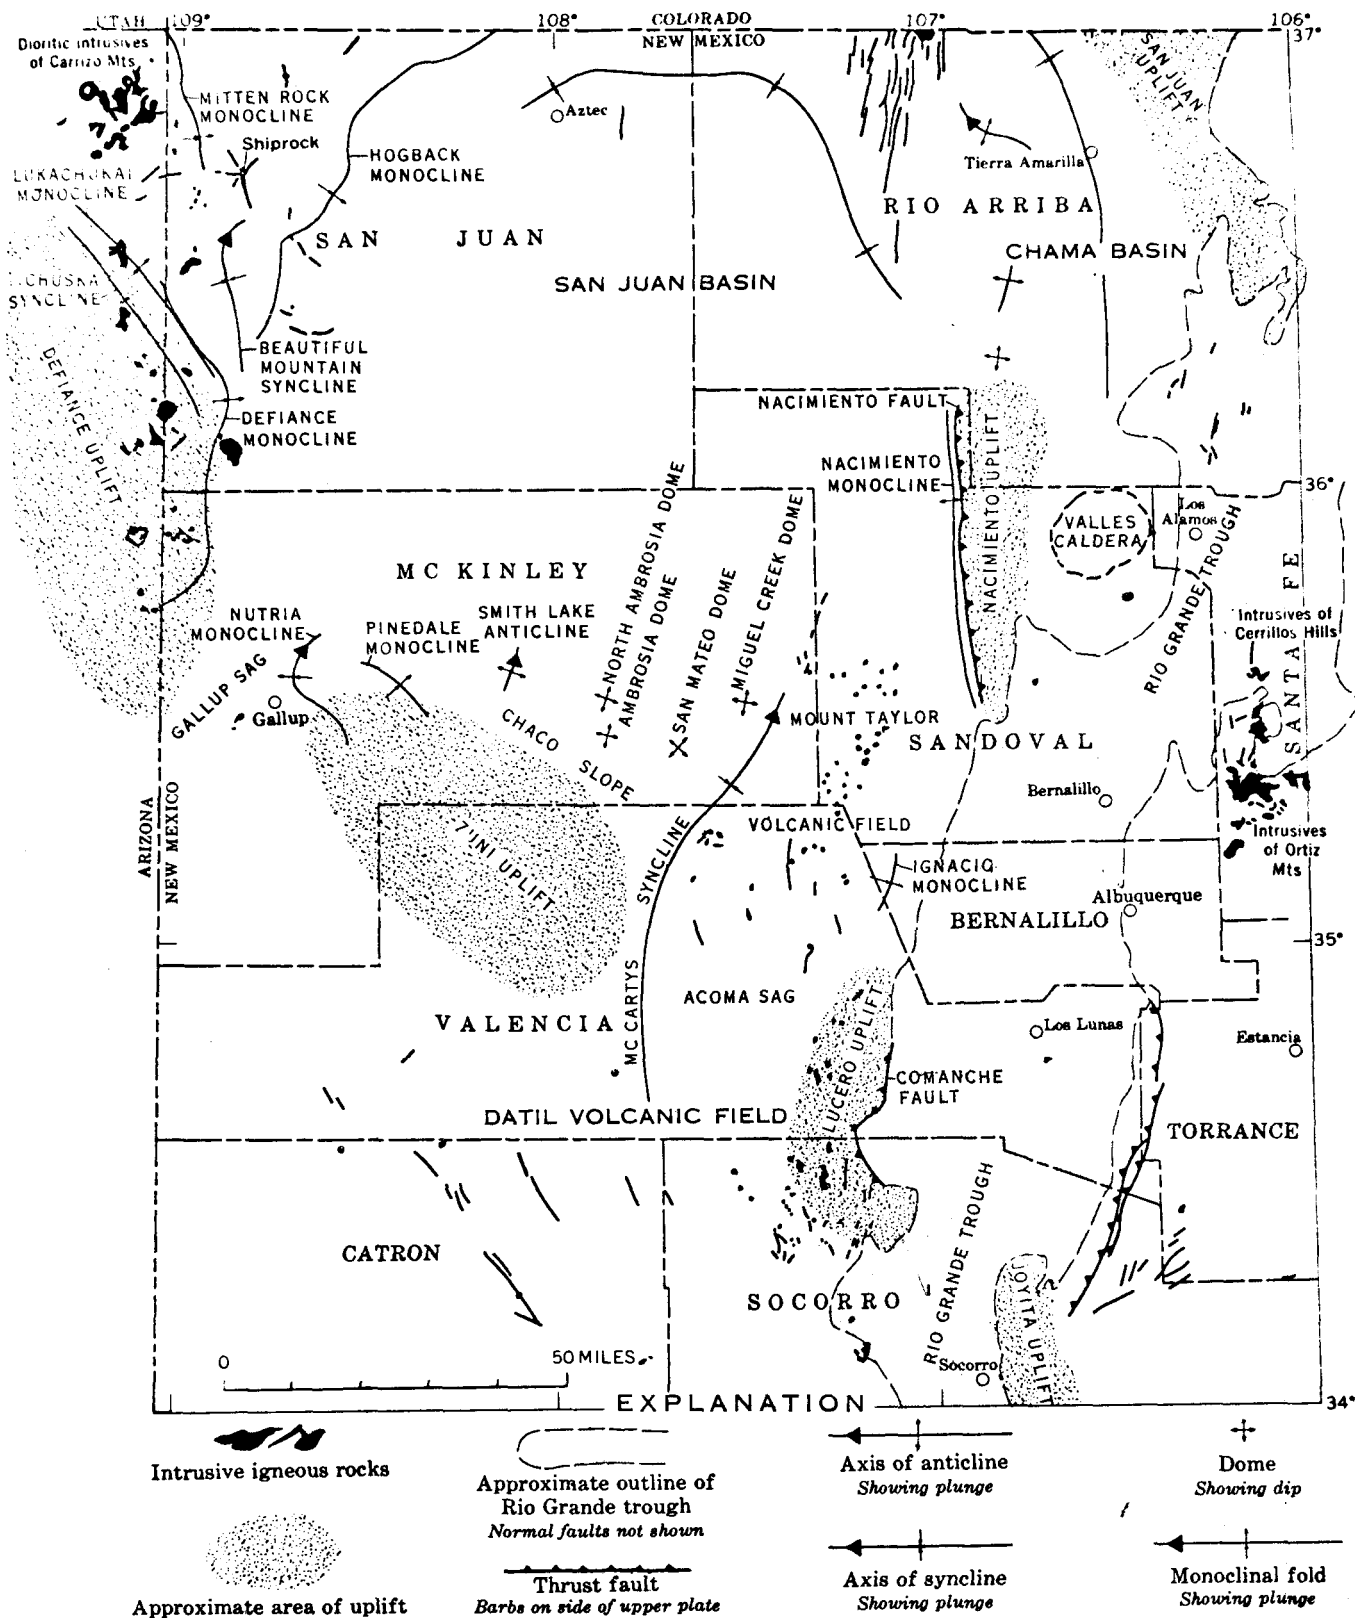 UTAH
109°
108°
COLORADO
NEW MEXICO
107°
106°
37°
Dioritic intrusives
of Carrizo Mts.
MITTEN ROCK
MONOCLINE
Shiprock
LUKACHUKAI
MONOCLINE
HOGBACK
MONOCLINE
Aztec
SAN JUAN
UPLIFT
Tierra Amarilla
RIO ARRIBA
CHAMA BASIN
SAN JUAN
SAN JUAN BASIN
CHUSKA
SYNCLINE
DEFIANCE UPLIFT
BEAUTIFUL
MOUNTAIN
SYNCLINE
DEFIANCE
MONOCLINE
NACIMIENTO FAULT
NACIMIENTO
MONOCLINE
NACIMIENTO UPLIFT
36°
VALLES
CALDERA
Los
Alamos
RIO GRANDE TROUGH
SANTA FE
MC KINLEY
NORTH AMBROSIA DOME
AMBROSIA DOME
SAN MATEO DOME
MIGUEL CREEK DOME
NUTRIA
MONOCLINE
PINEDALE
MONOCLINE
SMITH LAKE
ANTICLINE
GALLUP SAG
Gallup
CHACO
SLOPE
Intrusives of
Cerrillos Hills
MOUNT TAYLOR
SANDOVAL
Bernalillo
VOLCANIC FIELD
Intrusives
of Ortiz
Mts
ARIZONA
NEW MEXICO
7'INI UPLIFT
MC CARTYS
SYNCLINE
IGNACIO
MONOCLINE
Albuquerque
BERNALILLO
35°
ACOMA SAG
VALENCIA
LUCERO UPLIFT
Los Lunas
Estancia
COMANCHE
FAULT
DATIL VOLCANIC FIELD
TORRANCE
CATRON
SOCORRO
RIO GRANDE TROUGH
JOYITA UPLIFT
Socorro
0
50 MILES
34°
EXPLANATION
Intrusive igneous rocks
Approximate outline of
Rio Grande trough
Normal faults not shown
Axis of anticline
Showing plunge
Dome
Showing dip
Approximate area of uplift
Thrust fault
Barbs on side of upper plate
Axis of syncline
Showing plunge
Monoclinal fold
Showing plunge